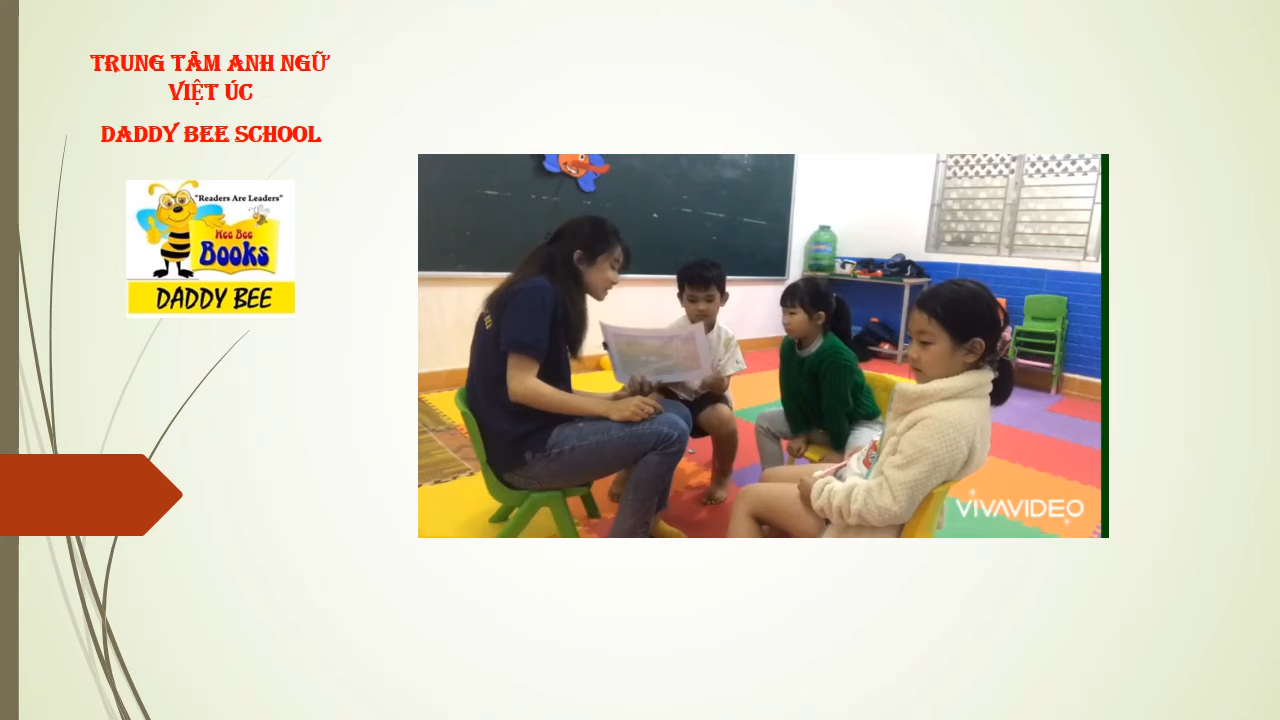 TRUNG TÂM ANH NGỮ
VIỆT ÚC
DADDY BEE SCHOOL
"Readers Are Leaders"
Wee Bee
Books
DADDY BEE
VIVAVIDEO